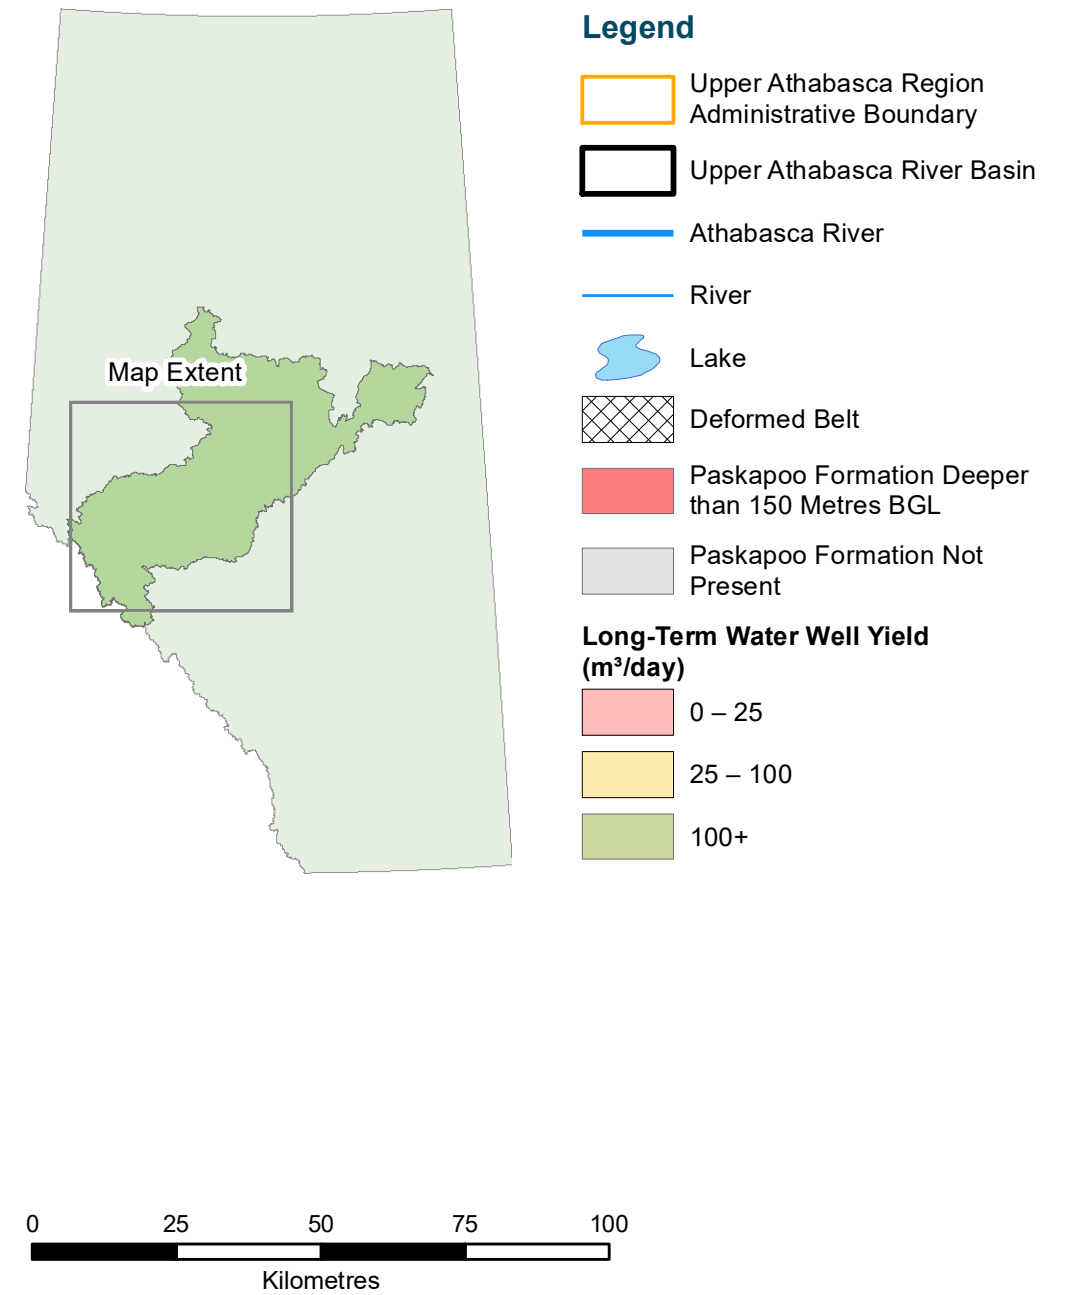 Map Extent
Legend
Upper Athabasca Region
Administrative Boundary
Upper Athabasca River Basin
Athabasca River
River
Lake
Deformed Belt
Paskapoo Formation Deeper
than 150 Metres BGL
Paskapoo Formation Not
Present
Long-Term Water Well Yield
(m³/day)
0 – 25
25 – 100
100+
0 25 50 75 100
Kilometres